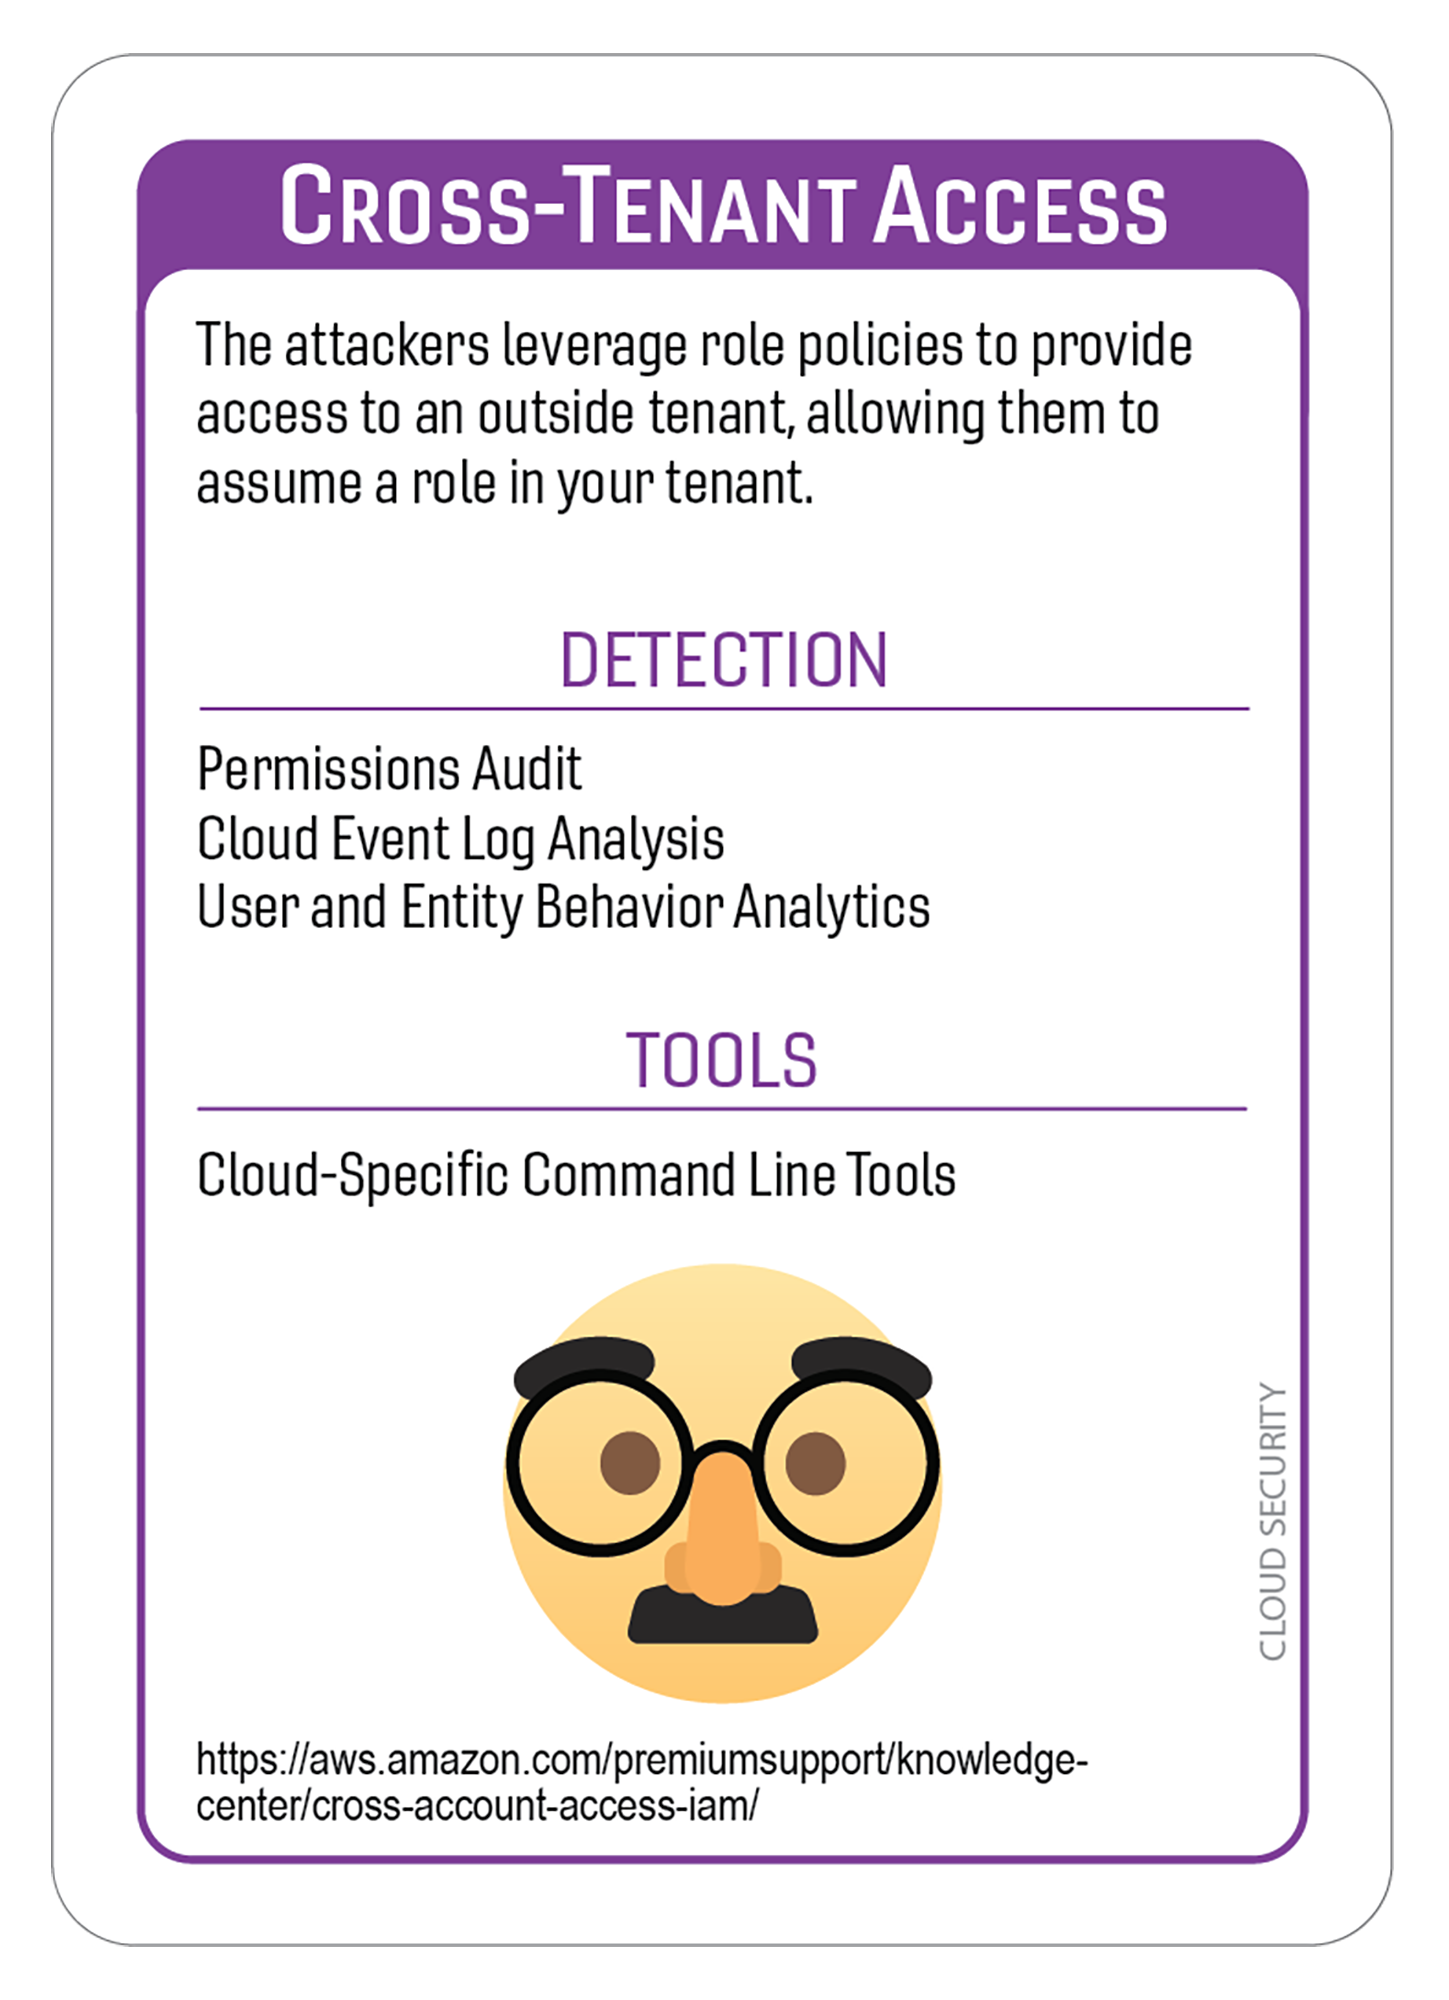 CROSS-TENANT ACCESS
The attackers leverage role policies to provide
access to an outside tenant, allowing them to
assume a role in your tenant.
DETECTION
Permissions Audit
Cloud Event Log Analysis
User and Entity Behavior Analytics
TOOLS
Cloud-Specific Command Line Tools
CLOUD SECURITY
https://aws.amazon.com/premiumsupport/knowledge-
center/cross-account-access-iam/